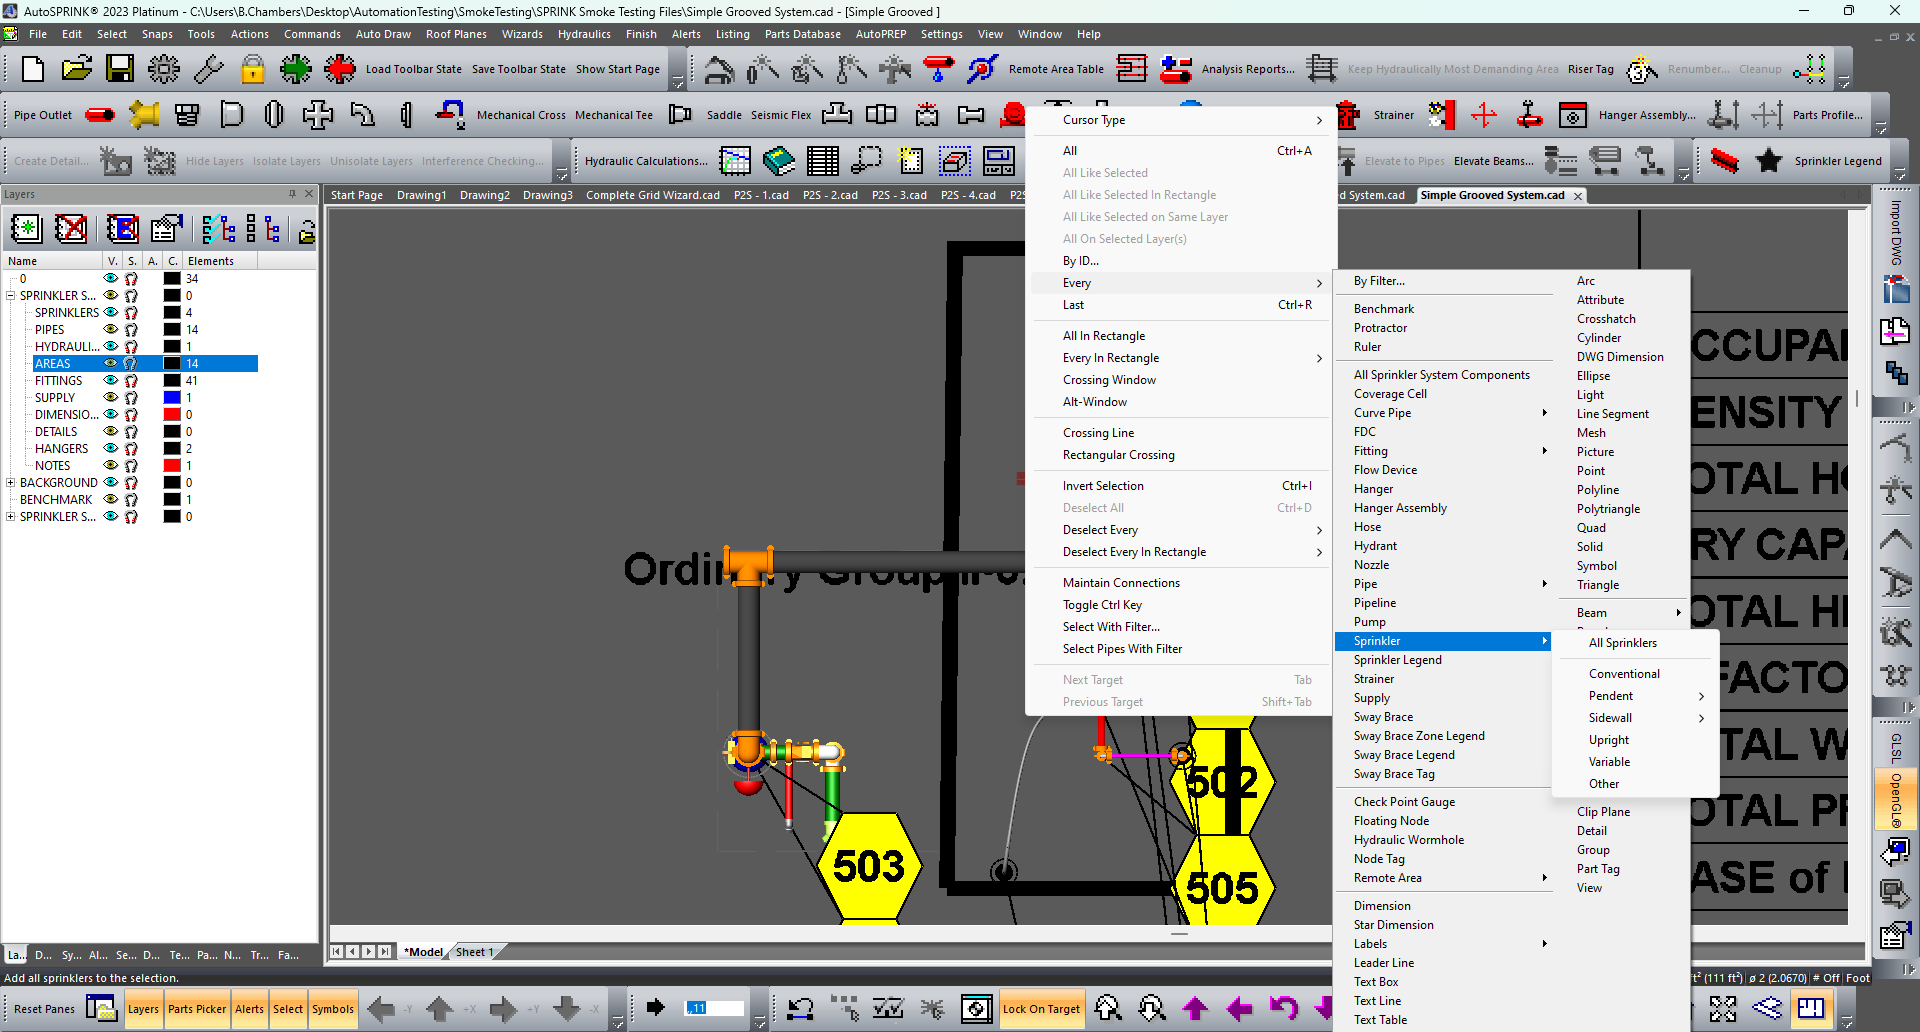 AutoSPRINK® 2023 Platinum - C:\Users\B.Chambers\Desktop\AutomationTesting\SmokeTesting\SPRINK Smoke Testing Files\Simple Grooved System.cad - [Simple Grooved ]
File Edit Select Snaps Tools Actions Commands Auto Draw Roof Planes Wizards Hydraulics Finish Alerts Listing Parts Database AutoPREP Settings View Window Help
Load Toolbar State Save Toolbar State Show Start Page Remote Area Table Analysis Reports... Keep Hydraulically Most Demanding Area Riser Tag Renumber... Cleanup
Pipe Outlet Mechanical Cross Mechanical Tee Saddle Seismic Flex Strainer Hanger Assembly... Parts Profile...
Create Detail... Hide Layers Isolate Layers Unisolate Layers Interference Checking... Hydraulic Calculations... Elevate to Pipes Elevate Beams... Sprinkler Legend
Layers
Start Page Drawing1 Drawing2 Drawing3 Complete Grid Wizard.cad P2S - 1.cad P2S - 2.cad P2S - 3.cad P2S - 4.cad P2S d System.cad Simple Grooved System.cad
Name V. S. A. C. Elements
0 34
SPRINKLER S... 0
SPRINKLERS 4
PIPES 14
HYDRAULI... 1
AREAS 14
FITTINGS 41
SUPPLY 1
DIMENSIO... 0
DETAILS 0
HANGERS 2
NOTES 1
BACKGROUND 0
BENCHMARK 1
SPRINKLER S... 0
Cursor Type
All Ctrl+A
All Like Selected
All Like Selected In Rectangle
All Like Selected on Same Layer
All On Selected Layer(s)
By ID...
Every
Last Ctrl+R
All In Rectangle
Every In Rectangle
Crossing Window
Alt-Window
Crossing Line
Rectangular Crossing
Invert Selection Ctrl+I
Deselect All Ctrl+D
Deselect Every
Deselect Every In Rectangle
Maintain Connections
Toggle Ctrl Key
Select With Filter...
Select Pipes With Filter
Next Target Tab
Previous Target Shift+Tab
By Filter...
Benchmark
Protractor
Ruler
All Sprinkler System Components
Coverage Cell
Curve Pipe
FDC
Fitting
Flow Device
Hanger
Hanger Assembly
Hose
Hydrant
Nozzle
Pipe
Pipeline
Pump
Sprinkler
Sprinkler Legend
Strainer
Supply
Sway Brace
Sway Brace Zone Legend
Sway Brace Legend
Sway Brace Tag
Check Point Gauge
Floating Node
Hydraulic Wormhole
Node Tag
Remote Area
Dimension
Star Dimension
Labels
Leader Line
Text Box
Text Line
Text Table
Arc
Attribute
Crosshatch
Cylinder
DWG Dimension
Ellipse
Light
Line Segment
Mesh
Picture
Point
Polyline
Polytriangle
Quad
Solid
Symbol
Triangle
Beam
Clip Plane
Detail
Group
Part Tag
View
All Sprinklers
Conventional
Pendent
Sidewall
Upright
Variable
Other
CCUPAI
ENSITY
OTAL HO
RY CAPA
OTAL HI
FACTO
TAL W
OTAL PF
ASE of
503
502
505
Import DWG
GLSL
OpenGL®
La... D... Sy... Al... Se... D... Te... Pa... N... Tr... Fa...
*Model Sheet 1
Add all sprinklers to the selection.
ft² (111 ft²) ø 2 (2.0670) # Off Foot
Reset Panes Layers Parts Picker Alerts Select Symbols -Y +X +Y -X ,,11 Lock On Target